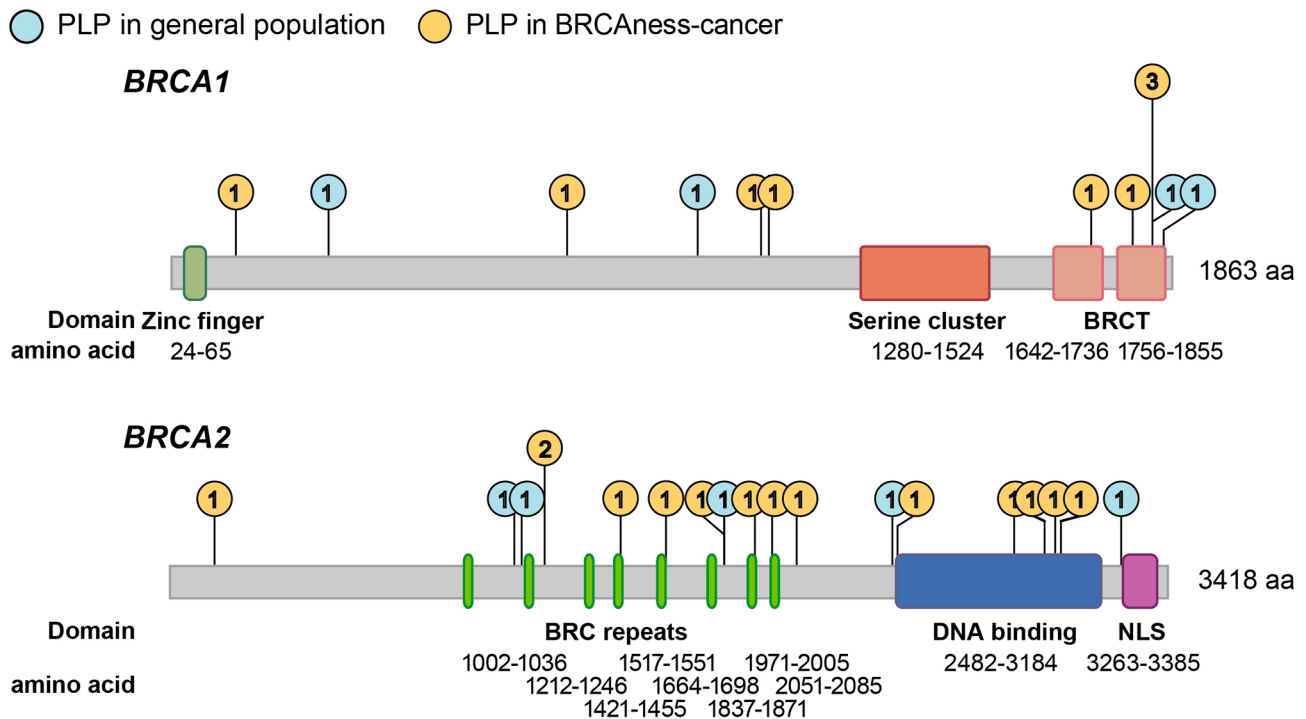 PLP in general population PLP in BRCAness-cancer
BRCA1
3
1 1 1 1 1 1 1 1 1 1
1863 aa
Domain Zinc finger Serine cluster BRCT
amino acid 24-65 1280-1524 1642-1736 1756-1855
BRCA2
2
1 1 1 1 1 1 1 1 1 1 1 1 1 1 1 1 1
3418 aa
Domain BRC repeats DNA binding NLS
1002-1036 1517-1551 1971-2005 2482-3184 3263-3385
amino acid 1212-1246 1664-1698 2051-2085
1421-1455 1837-1871